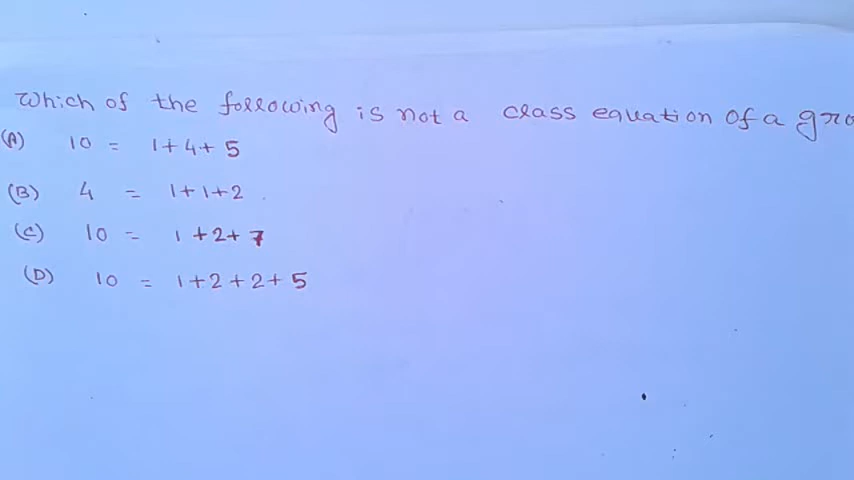 Which of the following is not a class equation of a gro
(A) 10 = 1+4+5
(B) 4 = 1+1+2
(C) 10 = 1+2+7
(D) 10 = 1+2+2+5